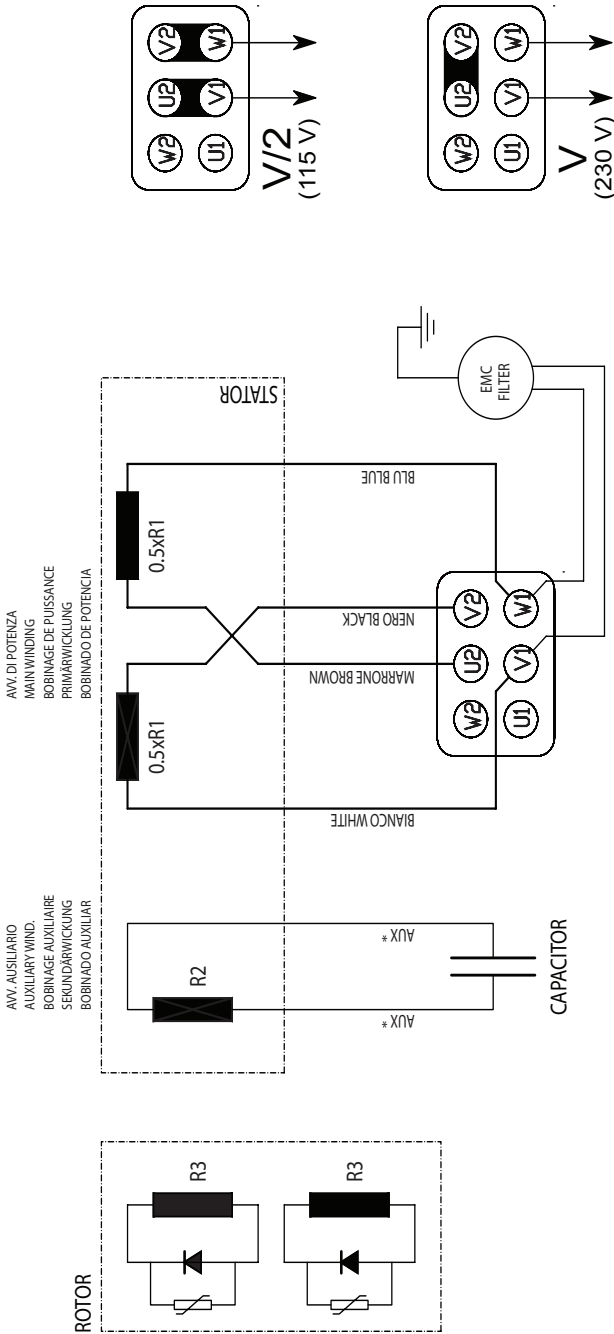 ROTOR
R3
R3
AVV. AUSILIARIO
AUXILIARY WIND.
BOBINAGE AUXILIAIRE
SEKUNDÄRWICKUNG
BOBINADO AUXILIAR
R2
AUX *
AUX *
CAPACITOR
AVV. DI POTENZA
MAIN WINDING
BOBINAGE DE PUISSANCE
PRIMÄRWICKLUNG
BOBINADO DE POTENCIA
0.5xR1
0.5xR1
STATOR
BIANCO WHITE
MARRONE BROWN
NERO BLACK
BLU BLUE
W2 U2 V2
U1 V1 W1
EMC
FILTER
W2 U2 V2
U1 V1 W1
V/2
(115 V)
W2 U2 V2
U1 V1 W1
V
(230 V)